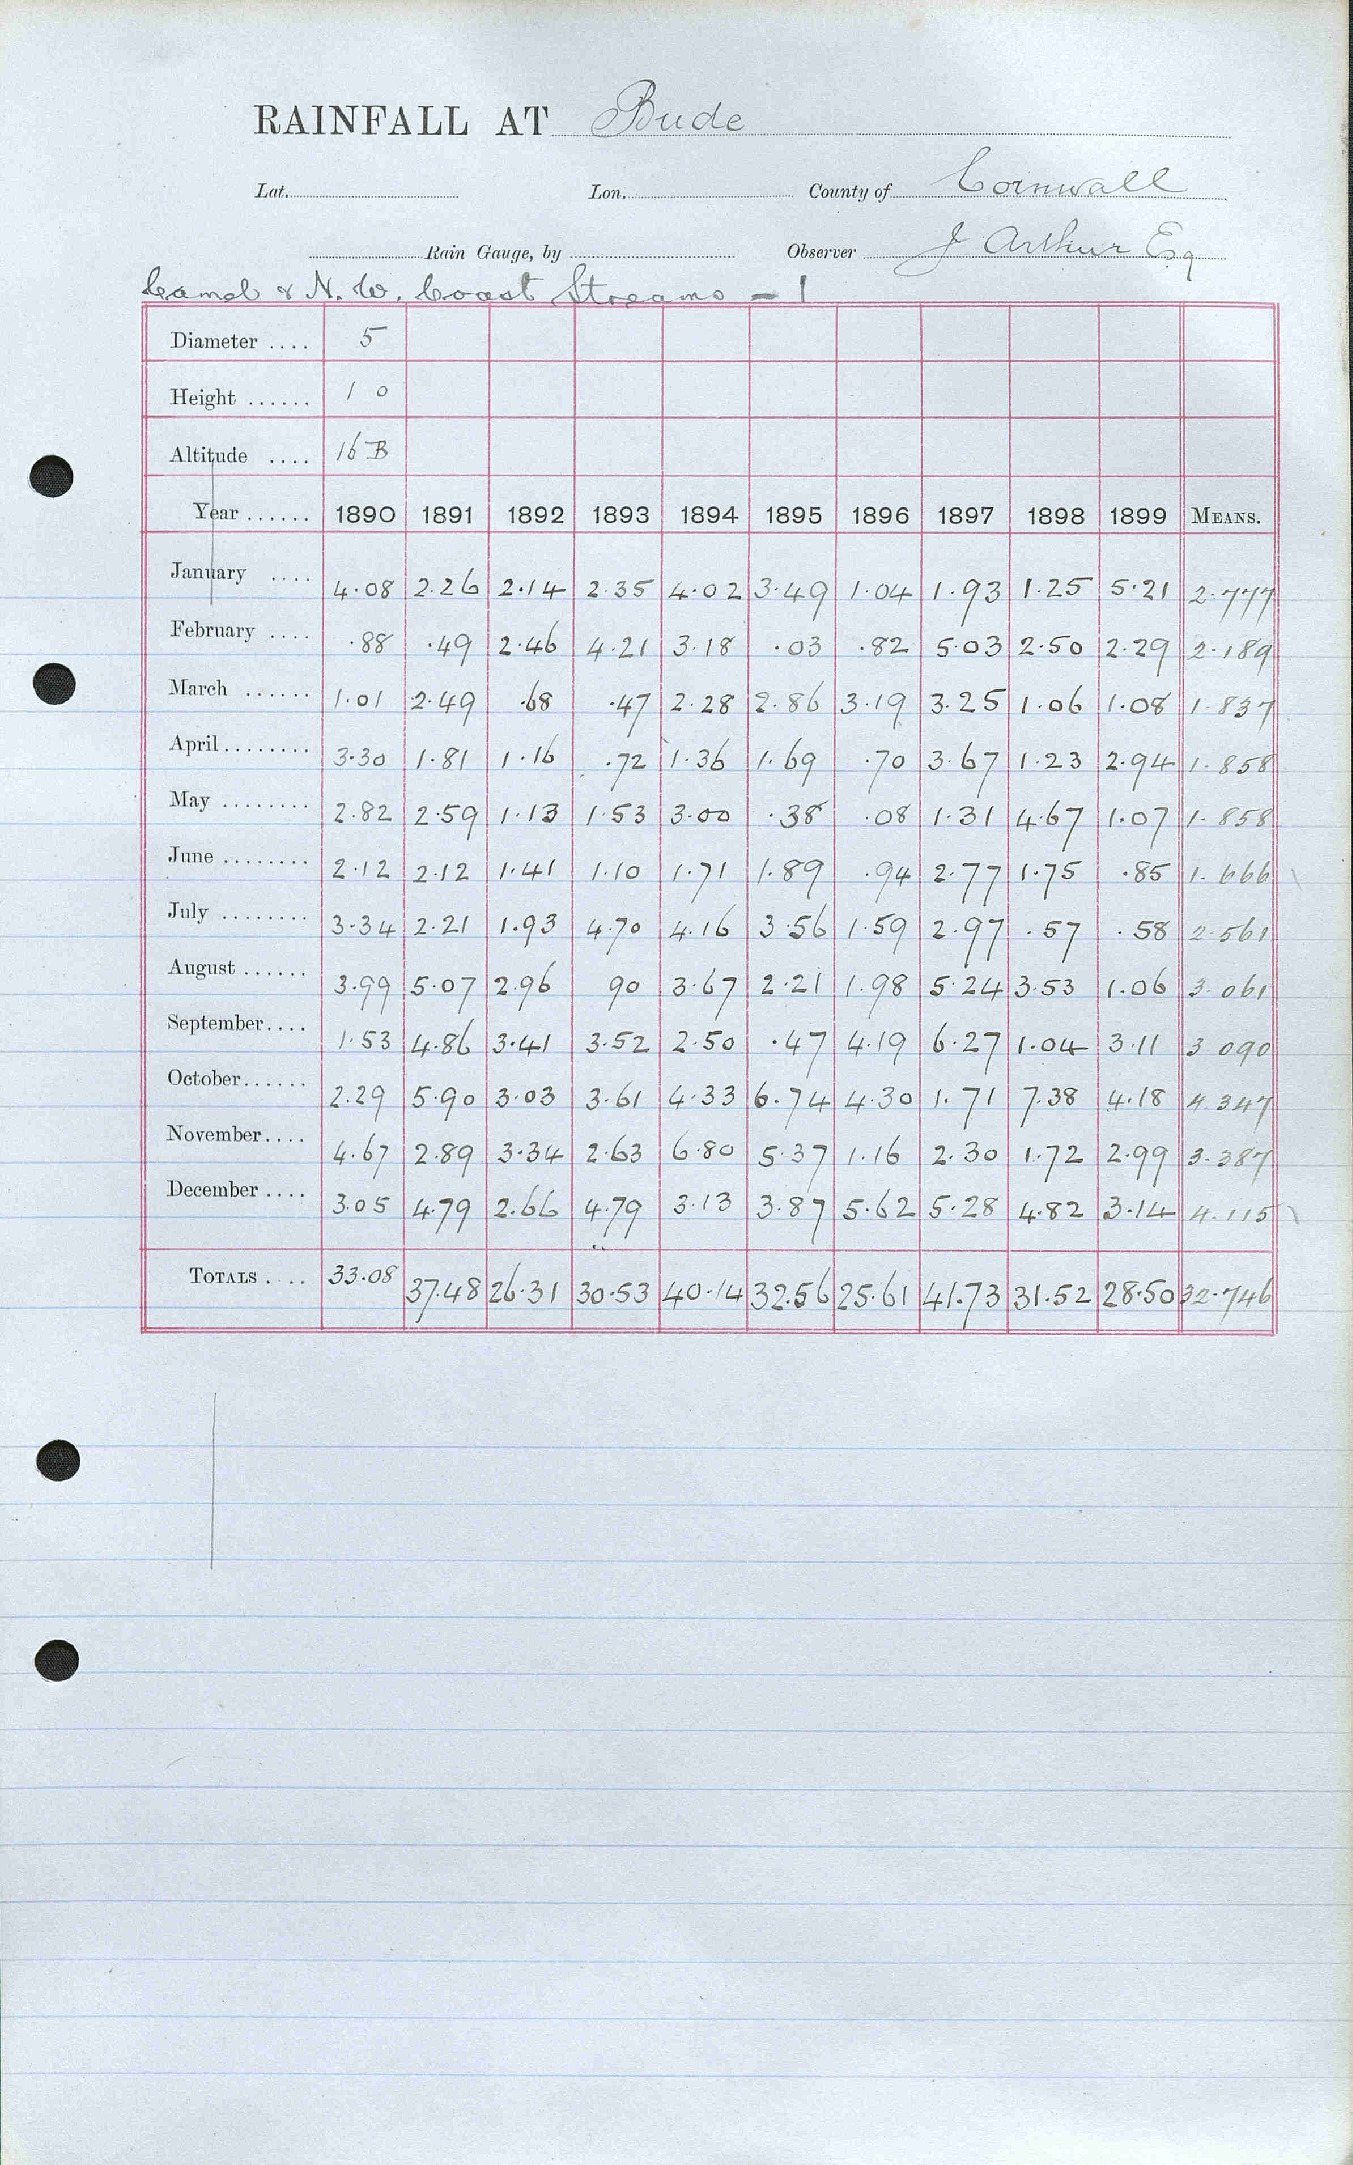 RAINFALL AT Bude
Lat. Lon. County of Cornwall
Rain Gauge, by Observer J Arthur Esq
Camel & N. W. Coast Streams - 1
Diameter .... 5
Height ...... 1 0
Altitude .... 16 B
Year ...... 1890 1891 1892 1893 1894 1895 1896 1897 1898 1899 MEANS.
January .... 4.08 2.26 2.14 2.35 4.02 3.49 1.04 1.93 1.25 5.21 2.777
February .... .88 .49 2.46 4.21 3.18 .03 .82 5.03 2.50 2.29 2.189
March ...... 1.01 2.49 .68 .47 2.28 2.86 3.19 3.25 1.06 1.08 1.837
April ........ 3.30 1.81 1.16 .72 1.36 1.69 .70 3.67 1.23 2.94 1.858
May ........ 2.82 2.59 1.13 1.53 3.00 .38 .08 1.31 4.67 1.07 1.858
June ........ 2.12 2.12 1.41 1.10 1.71 1.89 .94 2.77 1.75 .85 1.666
July ........ 3.34 2.21 1.93 4.70 4.16 3.56 1.59 2.97 .57 .58 2.561
August ...... 3.99 5.07 2.96 90 3.67 2.21 1.98 5.24 3.53 1.06 3.061
September .... 1.53 4.86 3.41 3.52 2.50 .47 4.19 6.27 1.04 3.11 3 090
October ...... 2.29 5.90 3.03 3.61 4.33 6.74 4.30 1.71 7.38 4.18 4.347
November .... 4.67 2.89 3.34 2.63 6.80 5.37 1.16 2.30 1.72 2.99 3.387
December .... 3.05 4.79 2.66 4.79 3.13 3.87 5.62 5.28 4.82 3.14 4.115
TOTALS .... 33.08 37.48 26.31 30.53 40.14 32.56 25.61 41.73 31.52 28.50 32.746